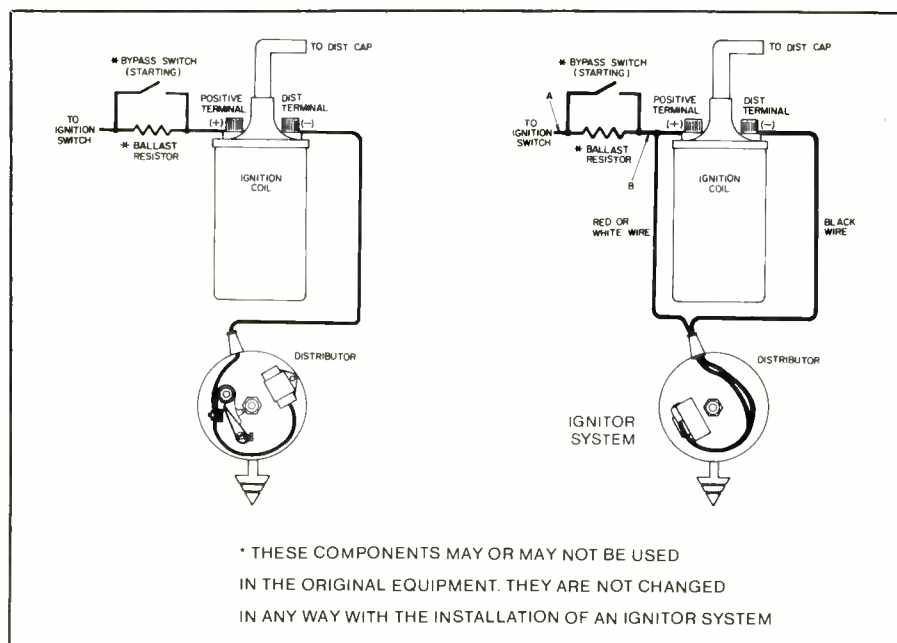 TO DIST CAP
* BYPASS SWITCH
(STARTING)
POSITIVE
TERMINAL
(+)
DIST
TERMINAL
(-)
TO
IGNITION
SWITCH
* BALLAST
RESISTOR
IGNITION
COIL
DISTRIBUTOR
TO DIST CAP
* BYPASS SWITCH
(STARTING)
A
POSITIVE
TERMINAL
(+)
DIST
TERMINAL
(-)
TO
IGNITION
SWITCH
* BALLAST
RESISTOR
B
IGNITION
COIL
RED OR
WHITE WIRE
BLACK
WIRE
DISTRIBUTOR
IGNITOR
SYSTEM
* THESE COMPONENTS MAY OR MAY NOT BE USED
IN THE ORIGINAL EQUIPMENT. THEY ARE NOT CHANGED
IN ANY WAY WITH THE INSTALLATION OF AN IGNITOR SYSTEM